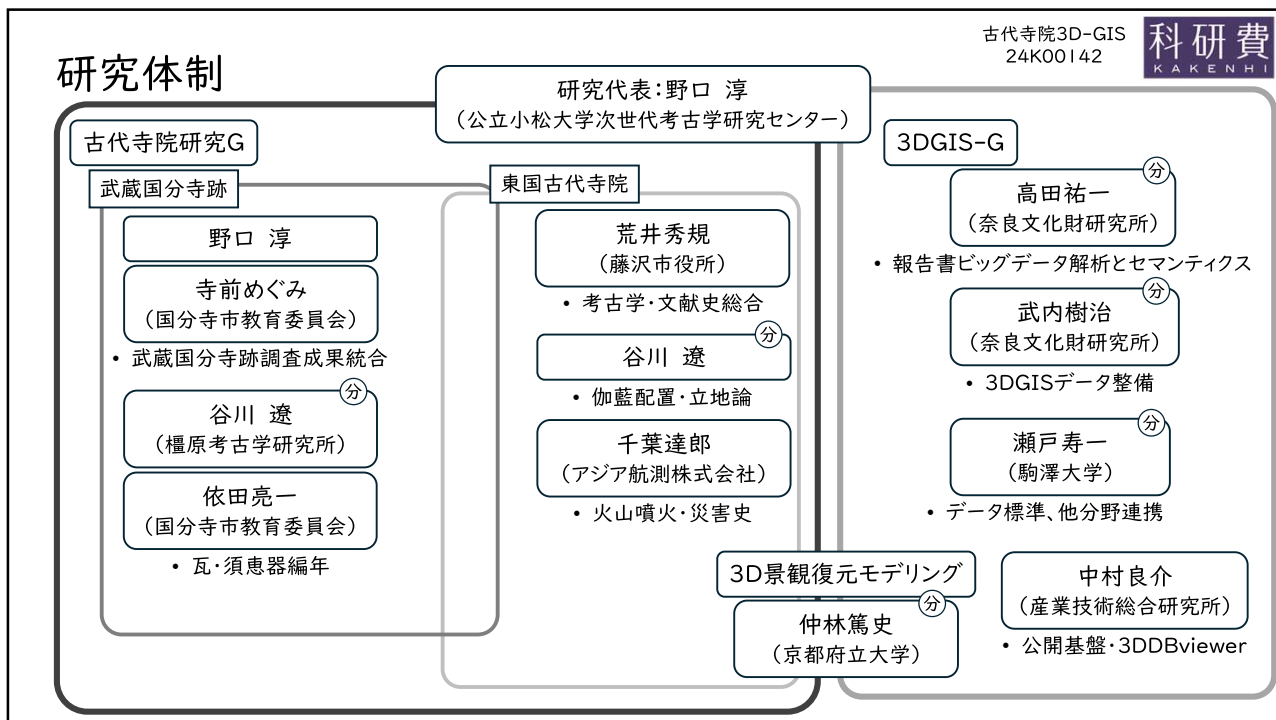 研究体制
古代寺院3D-GIS
24K00142
科研費
KAKENHI
研究代表:野口 淳
(公立小松大学次世代考古学研究センター)
古代寺院研究G
武蔵国分寺跡
野口 淳
寺前めぐみ
(国分寺市教育委員会)
• 武蔵国分寺跡調査成果統合
分
谷川 遼
(橿原考古学研究所)
依田亮一
(国分寺市教育委員会)
• 瓦・須恵器編年
東国古代寺院
荒井秀規
(藤沢市役所)
• 考古学・文献史総合
分
谷川 遼
• 伽藍配置・立地論
千葉達郎
(アジア航測株式会社)
• 火山噴火・災害史
3D景観復元モデリング
分
仲林篤史
(京都府立大学)
3DGIS-G
分
高田祐一
(奈良文化財研究所)
• 報告書ビッグデータ解析とセマンティクス
分
武内樹治
(奈良文化財研究所)
• 3DGISデータ整備
分
瀬戸寿一
(駒澤大学)
• データ標準、他分野連携
中村良介
(産業技術総合研究所)
• 公開基盤・3DDBviewer